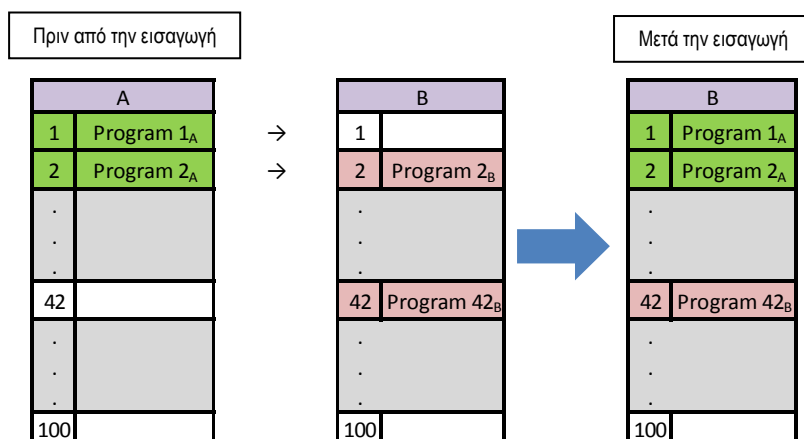 Πριν από την εισαγωγή Μετά την εισαγωγή
A B B
1 Program 1A → 1 1 Program 1A
2 Program 2A → 2 Program 2B 2 Program 2A
. . .
. . .
. . .
42 42 Program 42B 42 Program 42B
. . .
. . .
. . .
100 100 100